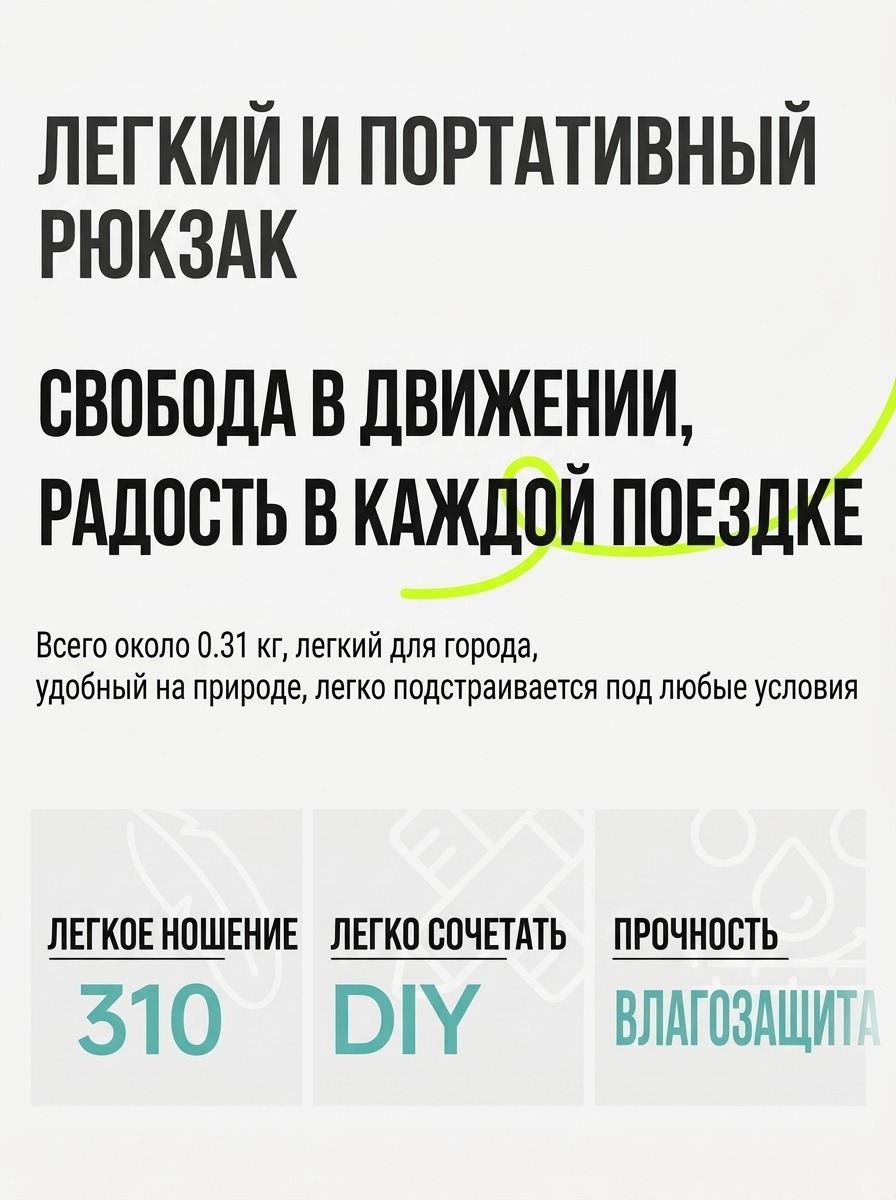 ЛЕГКИЙ И ПОРТАТИВНЫЙ
РЮКЗАК
СВОБОДА В ДВИЖЕНИИ,
РАДОСТЬ В КАЖДОЙ ПОЕЗДКЕ
Всего около 0.31 кг, легкий для города,
удобный на природе, легко подстраивается под любые условия
ЛЕГКОЕ НОШЕНИЕ
310
ЛЕГКО СОЧЕТАТЬ
DIY
ПРОЧНОСТЬ
ВЛАГОЗАЩИТА